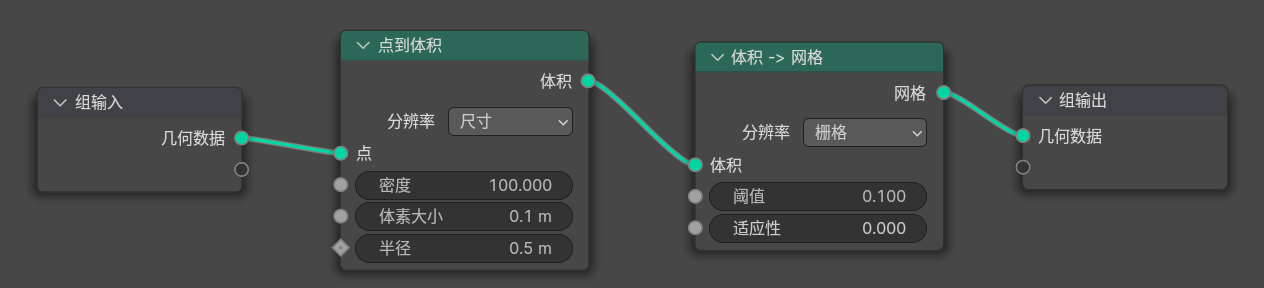 组输入
几何数据
点到体积
体积
分辨率 尺寸
点
密度 100.000
体素大小 0.1 m
半径 0.5 m
体积 -> 网格
网格
分辨率 栅格
体积
阈值 0.100
适应性 0.000
组输出
几何数据